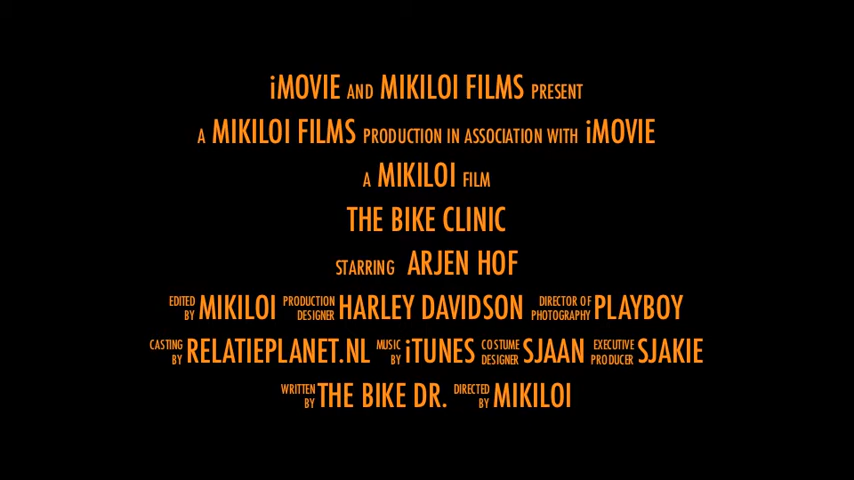 iMOVIE AND MIKILOI FILMS PRESENT
A MIKILOI FILMS PRODUCTION IN ASSOCIATION WITH iMOVIE
A MIKILOI FILM
THE BIKE CLINIC
STARRING ARJEN HOF
EDITED BY MIKILOI PRODUCTION DESIGNER HARLEY DAVIDSON DIRECTOR OF PHOTOGRAPHY PLAYBOY
CASTING BY RELATIEPLANET.NL MUSIC BY iTUNES COSTUME DESIGNER SJAAN EXECUTIVE PRODUCER SJAKIE
WRITTEN BY THE BIKE DR. DIRECTED BY MIKILOI